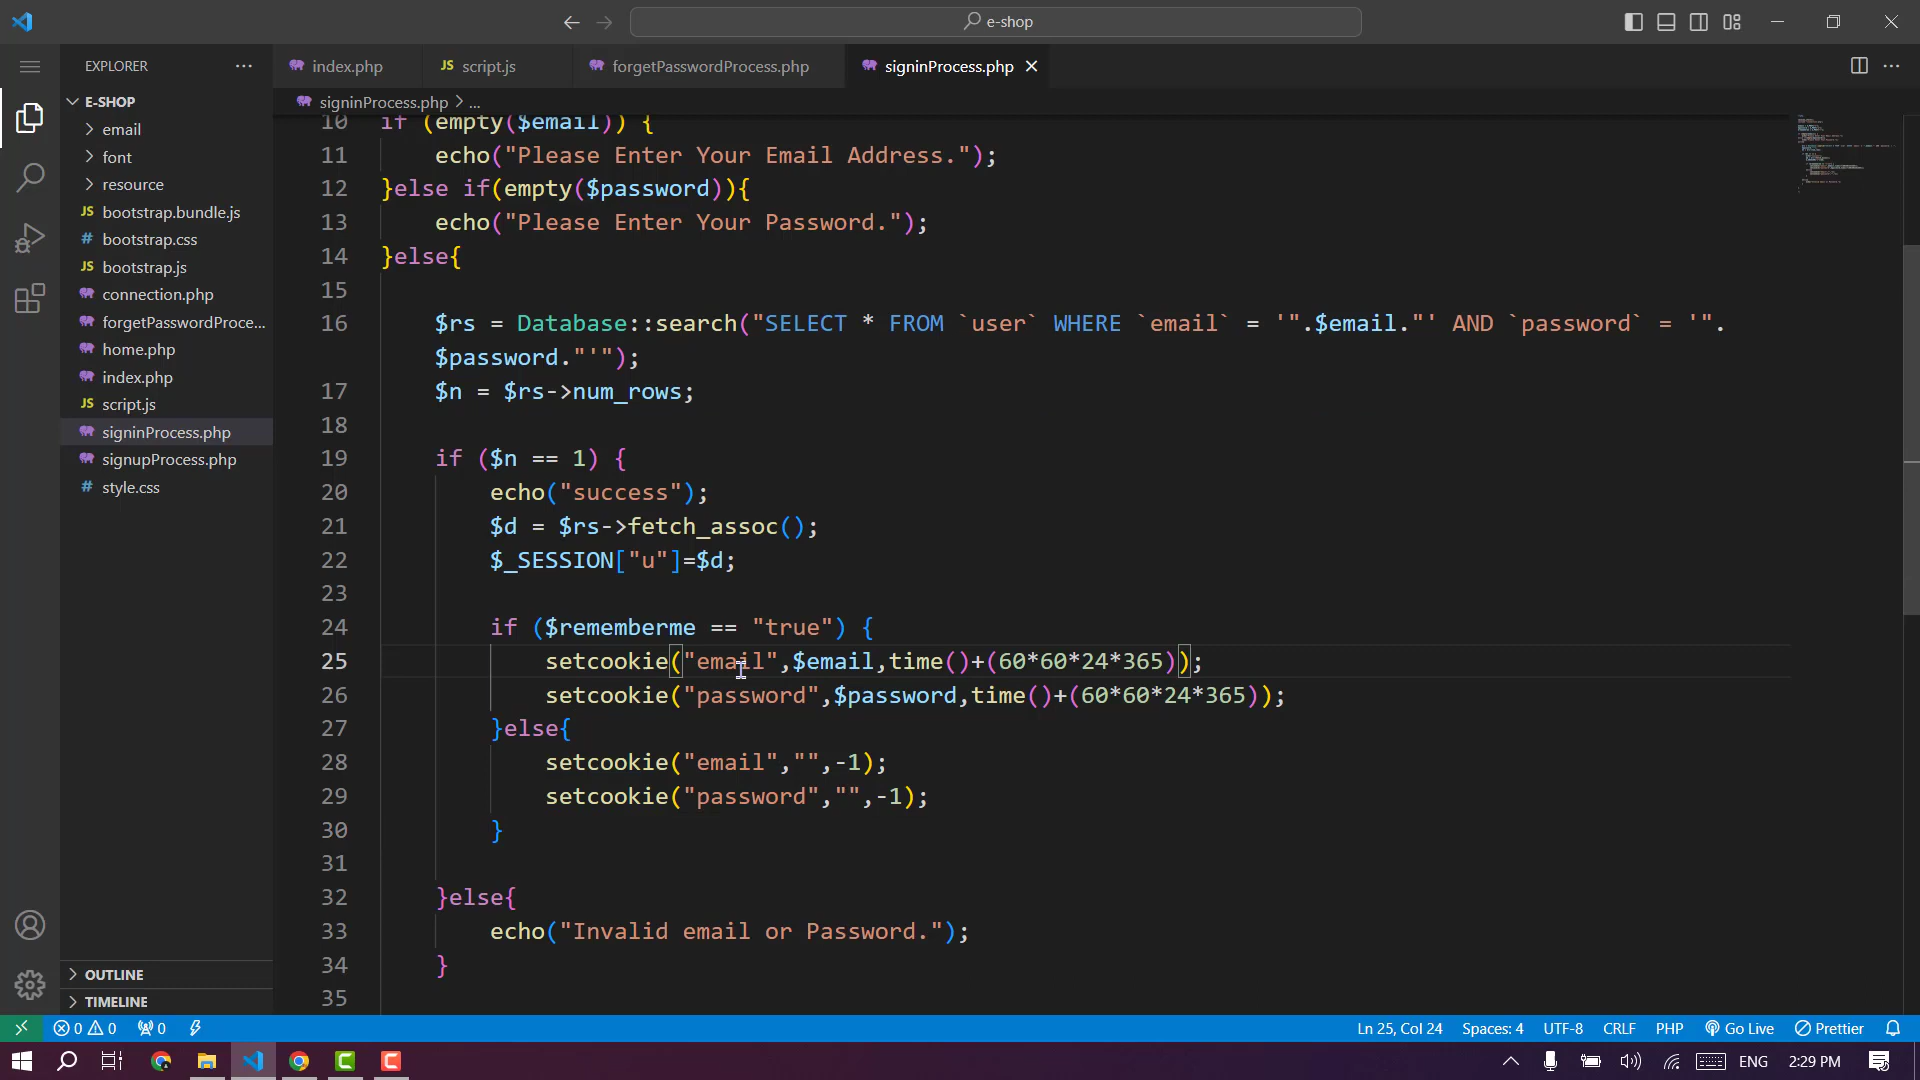 e-shop
EXPLORER
index.php
script.js
forgetPasswordProcess.php
signinProcess.php
signinProcess.php > ...
E-SHOP
email
font
resource
bootstrap.bundle.js
bootstrap.css
bootstrap.js
connection.php
forgetPasswordProce...
home.php
index.php
script.js
signinProcess.php
signupProcess.php
style.css
OUTLINE
TIMELINE
10 if (empty($email)) {
11 echo("Please Enter Your Email Address.");
12 }else if(empty($password)){
13 echo("Please Enter Your Password.");
14 }else{
15
16 $rs = Database::search("SELECT * FROM `user` WHERE `email` = '".$email."' AND `password` = '".
$password."'");
17 $n = $rs->num_rows;
18
19 if ($n == 1) {
20 echo("success");
21 $d = $rs->fetch_assoc();
22 $_SESSION["u"]=$d;
23
24 if ($rememberme == "true") {
25 setcookie("email",$email,time()+(60*60*24*365));
26 setcookie("password",$password,time()+(60*60*24*365));
27 }else{
28 setcookie("email","",-1);
29 setcookie("password","",-1);
30 }
31
32 }else{
33 echo("Invalid email or Password.");
34 }
35
0 0 0
Ln 25, Col 24 Spaces: 4 UTF-8 CRLF PHP Go Live Prettier
ENG 2:29 PM